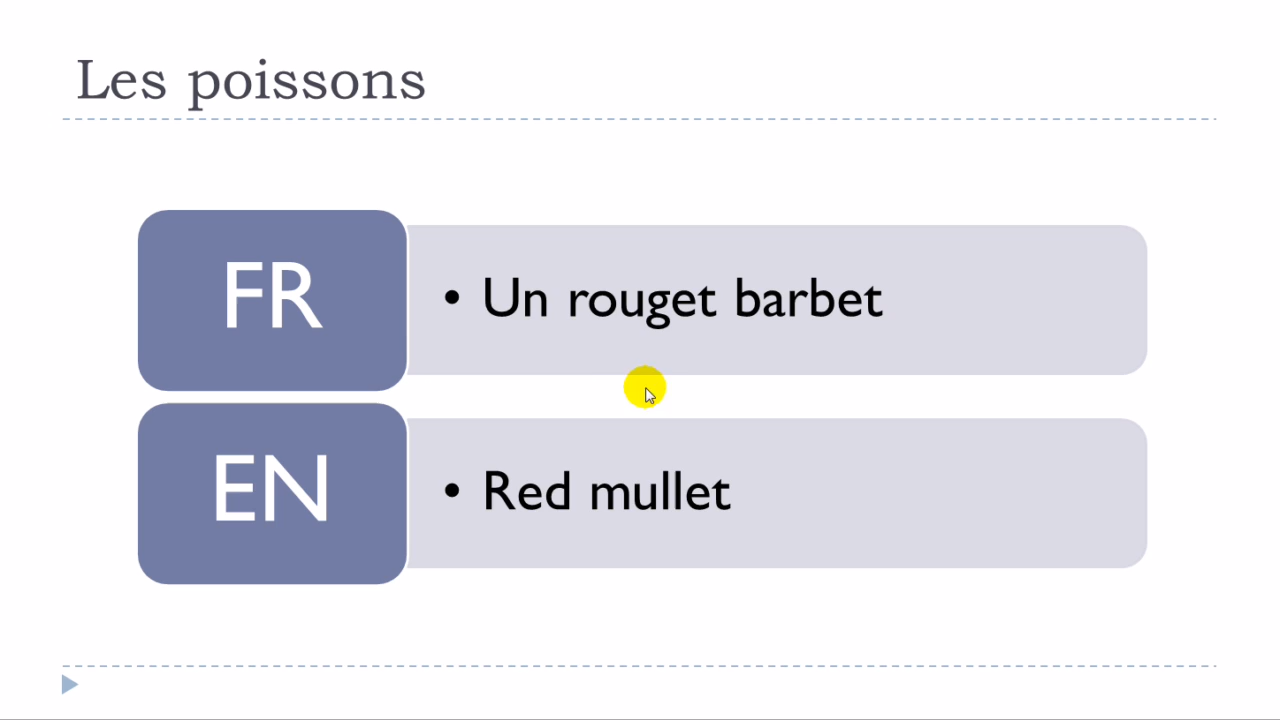 Les poissons
FR
• Un rouget barbet
EN
• Red mullet